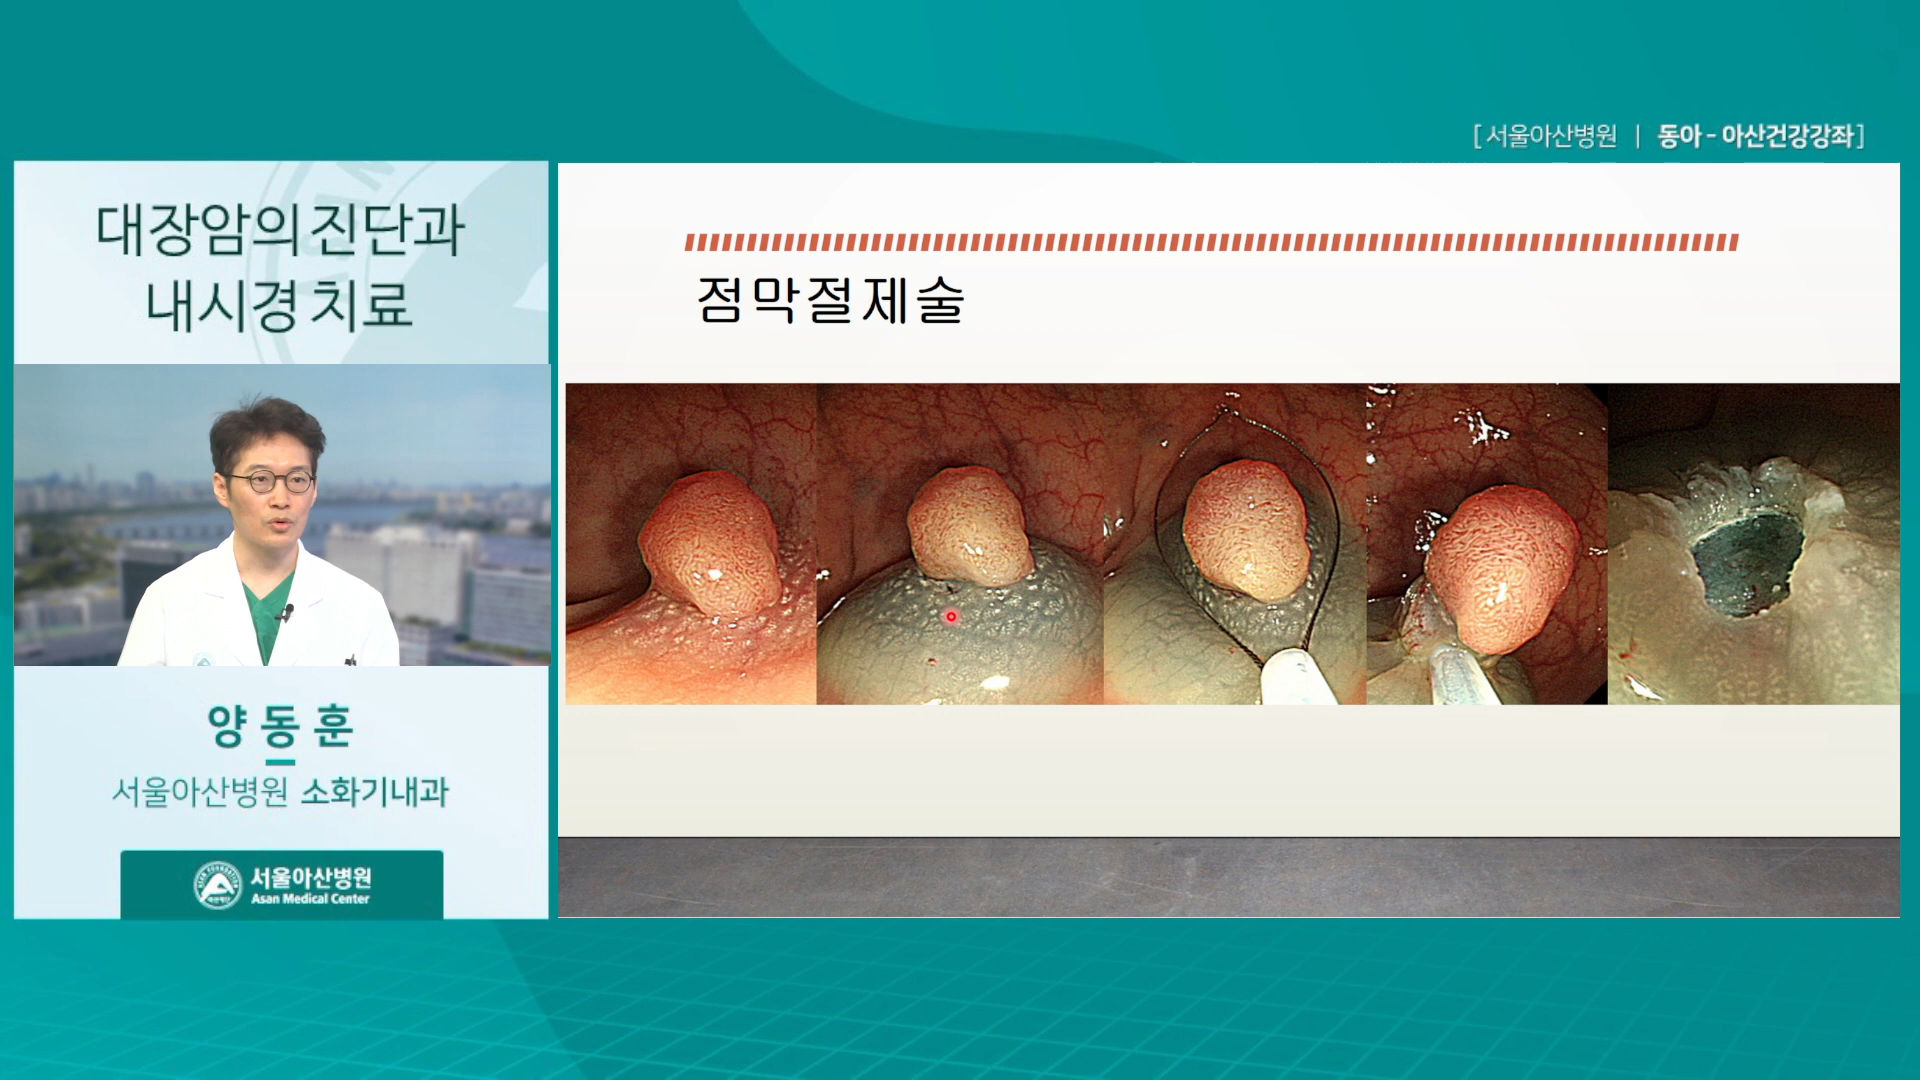 [ 서울아산병원 | 동아 - 아산건강강좌 ]
대장암의 진단과
내시경 치료
점막절제술
양동훈
서울아산병원 소화기내과
서울아산병원
Asan Medical Center